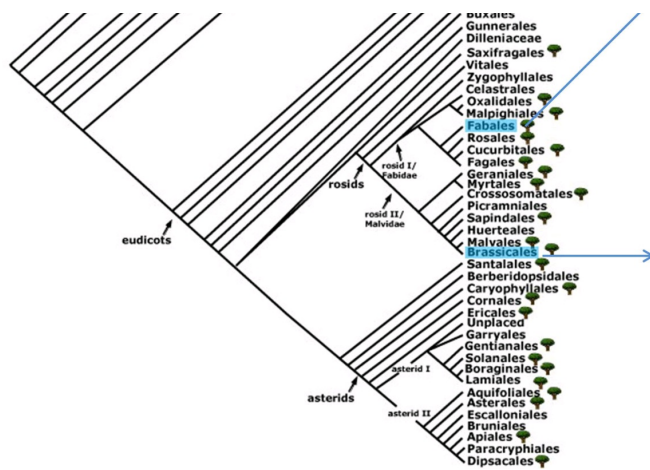 Buxales
Gunnerales
Dilleniaceae
Saxifragales
Vitales
Zygophyllales
Celastrales
Oxalidales
Malpighiales
Fabales
Rosales
Cucurbitales
Fagales
Geraniales
Myrtales
Crossosomatales
Picramniales
Sapindales
Huerteales
Malvales
Brassicales
Santalales
Berberidopsidales
Caryophyllales
Cornales
Ericales
Unplaced
Garryales
Gentianales
Solanales
Boraginales
Lamiales
Aquifoliales
Asterales
Escalloniales
Bruniales
Apiales
Paracryphiales
Dipsacales
rosid I/
Fabidae
rosids
rosid II/
Malvidae
eudicots
asterid I
asterids
asterid II